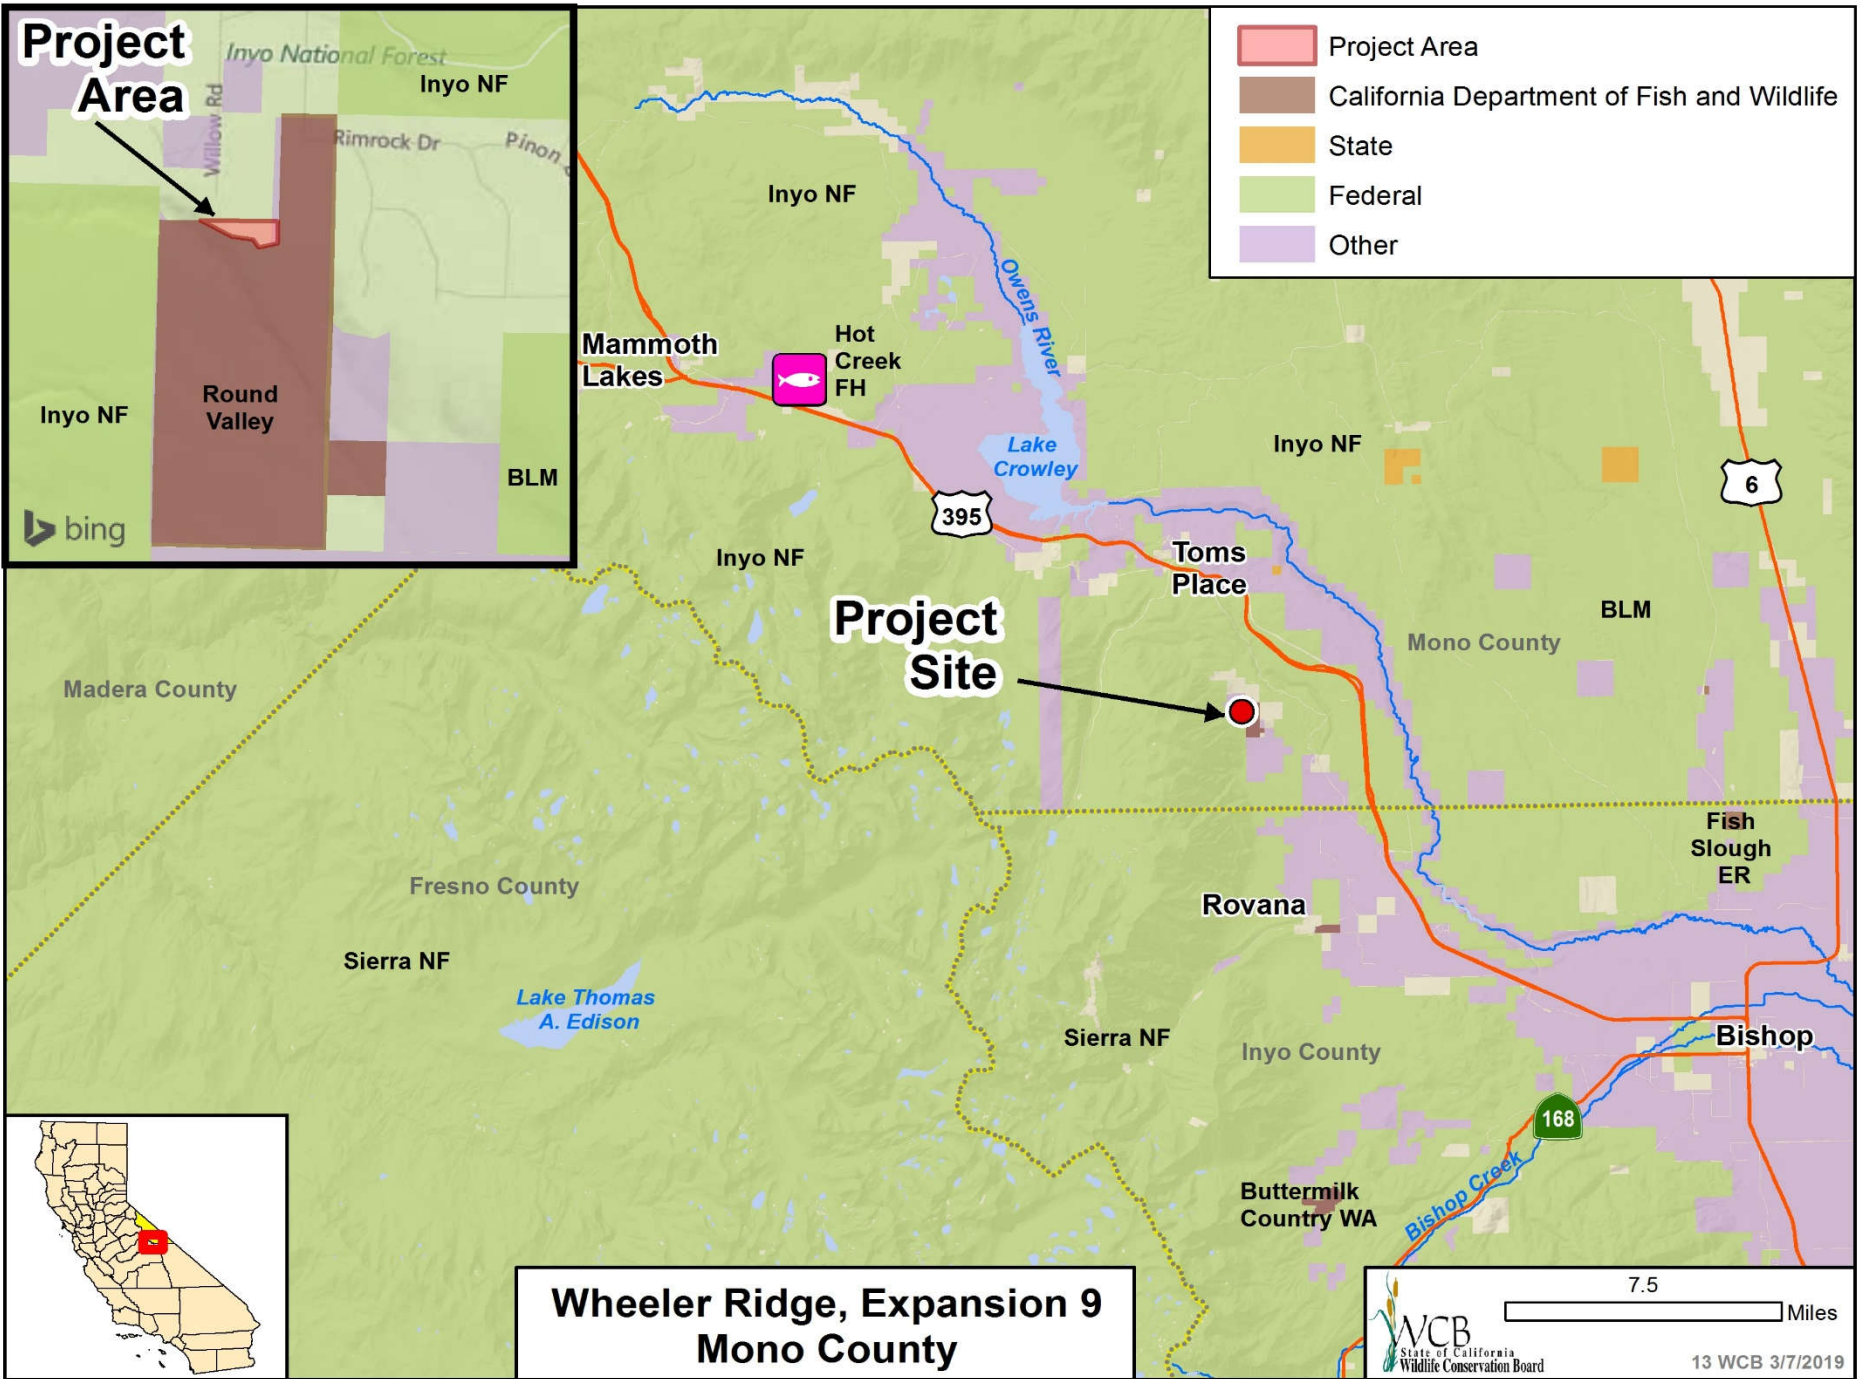 Project
Area
Inyo National Forest
Inyo NF
Willow Rd
Rimrock Dr
Pinon
Round
Valley
Inyo NF
BLM
bing
Project Area
California Department of Fish and Wildlife
State
Federal
Other
Inyo NF
Owens River
Mammoth
Lakes
Hot
Creek
FH
Lake
Crowley
Inyo NF
6
395
Inyo NF
Toms
Place
Project
Site
BLM
Mono County
Madera County
Fresno County
Fish
Slough
ER
Rovana
Sierra NF
Lake Thomas
A. Edison
Sierra NF
Inyo County
Bishop
168
Buttermilk
Country WA
Bishop Creek
Wheeler Ridge, Expansion 9
Mono County
7.5
Miles
WCB
State of California
Wildlife Conservation Board
13 WCB 3/7/2019